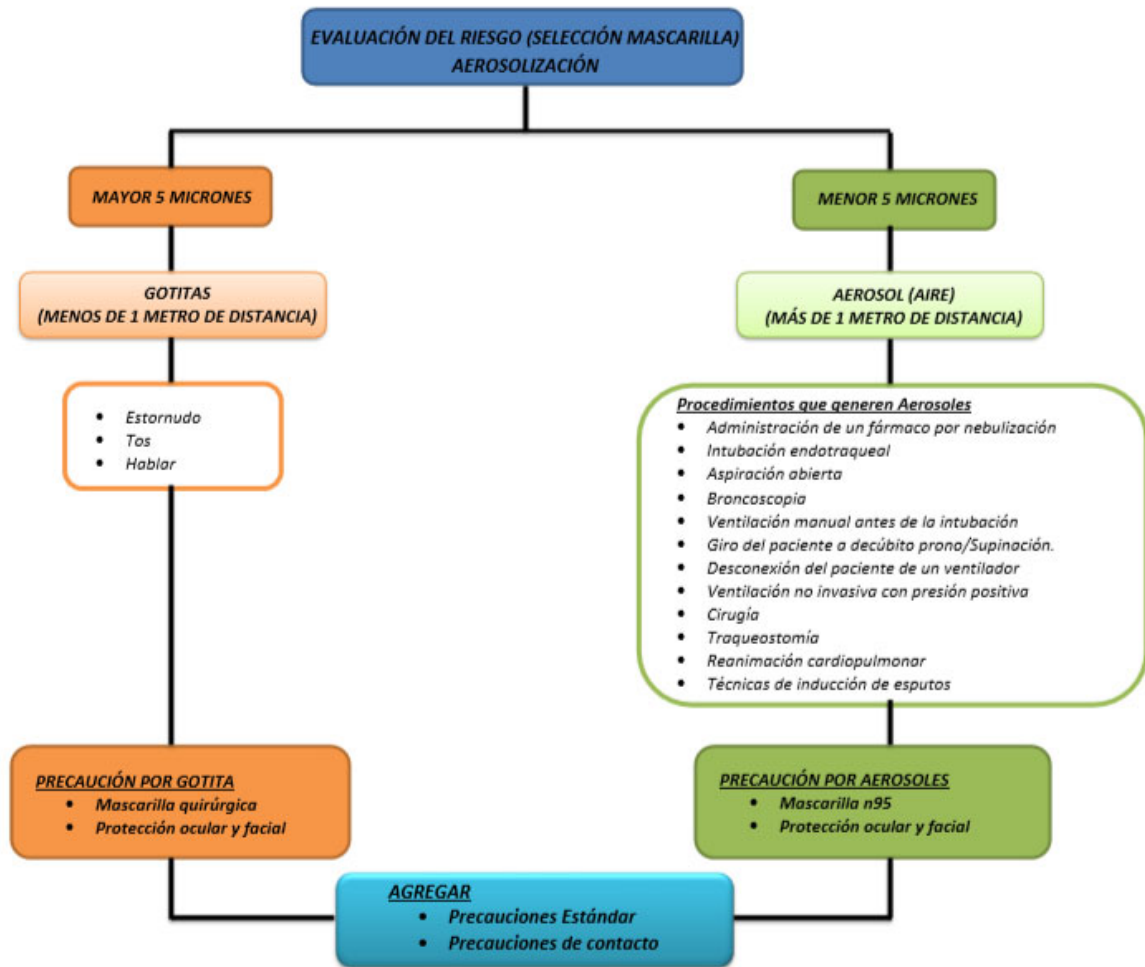 EVALUACIÓN DEL RIESGO (SELECCIÓN MASCARILLA)
AEROSOLIZACIÓN
MAYOR 5 MICRONES
MENOR 5 MICRONES
GOTITAS
(MENOS DE 1 METRO DE DISTANCIA)
AEROSOL (AIRE)
(MÁS DE 1 METRO DE DISTANCIA)
• Estornudo
• Tos
• Hablar
Procedimientos que generen Aerosoles
• Administración de un fármaco por nebulización
• Intubación endotraqueal
• Aspiración abierta
• Broncoscopia
• Ventilación manual antes de la intubación
• Giro del paciente a decúbito prono/Supinación.
• Desconexión del paciente de un ventilador
• Ventilación no invasiva con presión positiva
• Cirugía
• Traqueostomía
• Reanimación cardiopulmonar
• Técnicas de inducción de esputos
PRECAUCIÓN POR GOTITA
• Mascarilla quirúrgica
• Protección ocular y facial
PRECAUCIÓN POR AEROSOLES
• Mascarilla n95
• Protección ocular y facial
AGREGAR
• Precauciones Estándar
• Precauciones de contacto